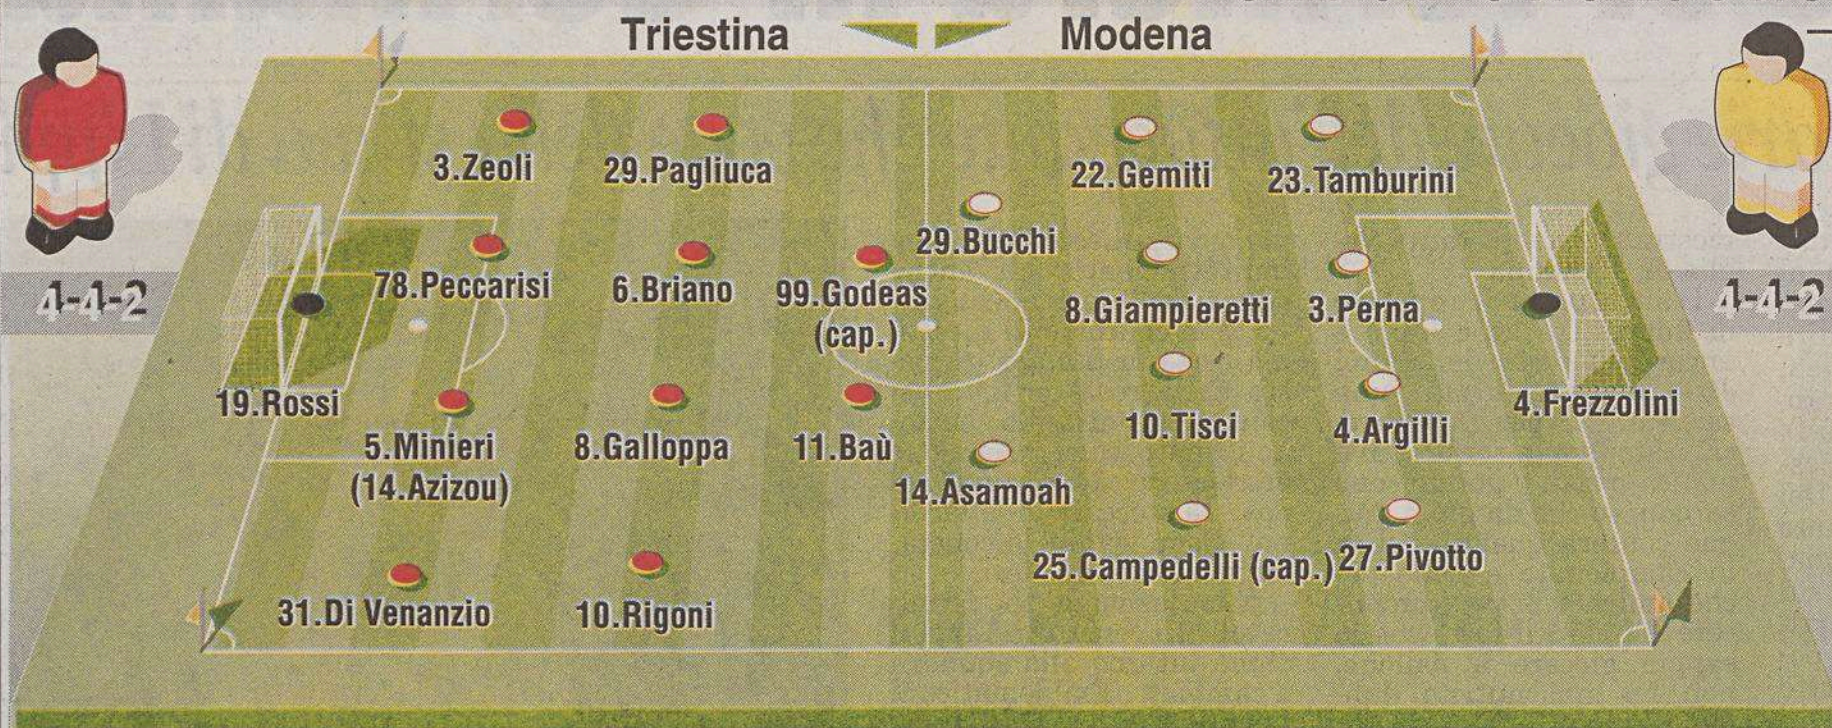 Triestina
Modena
4-4-2
4-4-2
3.Zeoli
29.Pagliuca
22.Gemiti
23.Tamburini
29.Bucchi
78.Peccarisi
6.Briano
99.Godeas
(cap.)
8.Giampieretti
3.Perna
19.Rossi
4.Frezzolini
5.Minieri
(14.Azizou)
8.Galloppa
11.Baù
10.Tisci
4.Argilli
14.Asamoah
25.Campedelli (cap.)
27.Pivotto
31.Di Venanzio
10.Rigoni